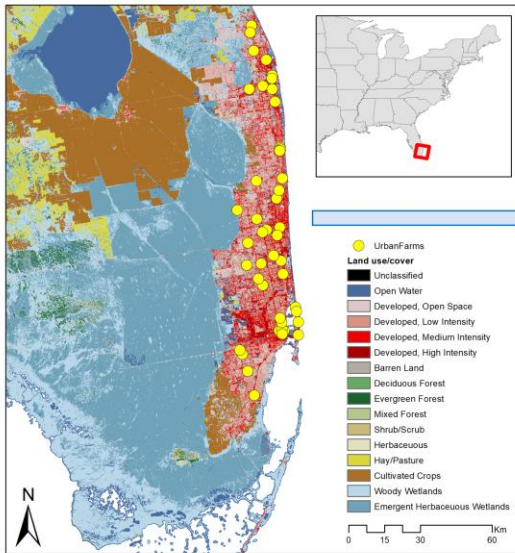 UrbanFarms
Land use/cover
Unclassified
Open Water
Developed, Open Space
Developed, Low Intensity
Developed, Medium Intensity
Developed, High Intensity
Barren Land
Deciduous Forest
Evergreen Forest
Mixed Forest
Shrub/Scrub
Herbaceuous
Hay/Pasture
Cultivated Crops
Woody Wetlands
Emergent Herbaceuous Wetlands
N
Km
0 15 30 60